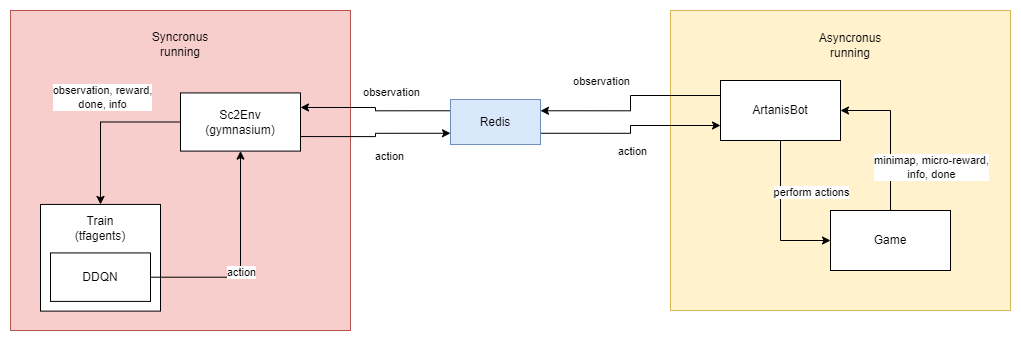 Syncronus
running
Asyncronus
running
observation, reward,
done, info
Sc2Env
(gymnasium)
observation
action
Redis
observation
action
ArtanisBot
minimap, micro-reward,
info, done
perform actions
Game
Train
(tfagents)
DDQN
action